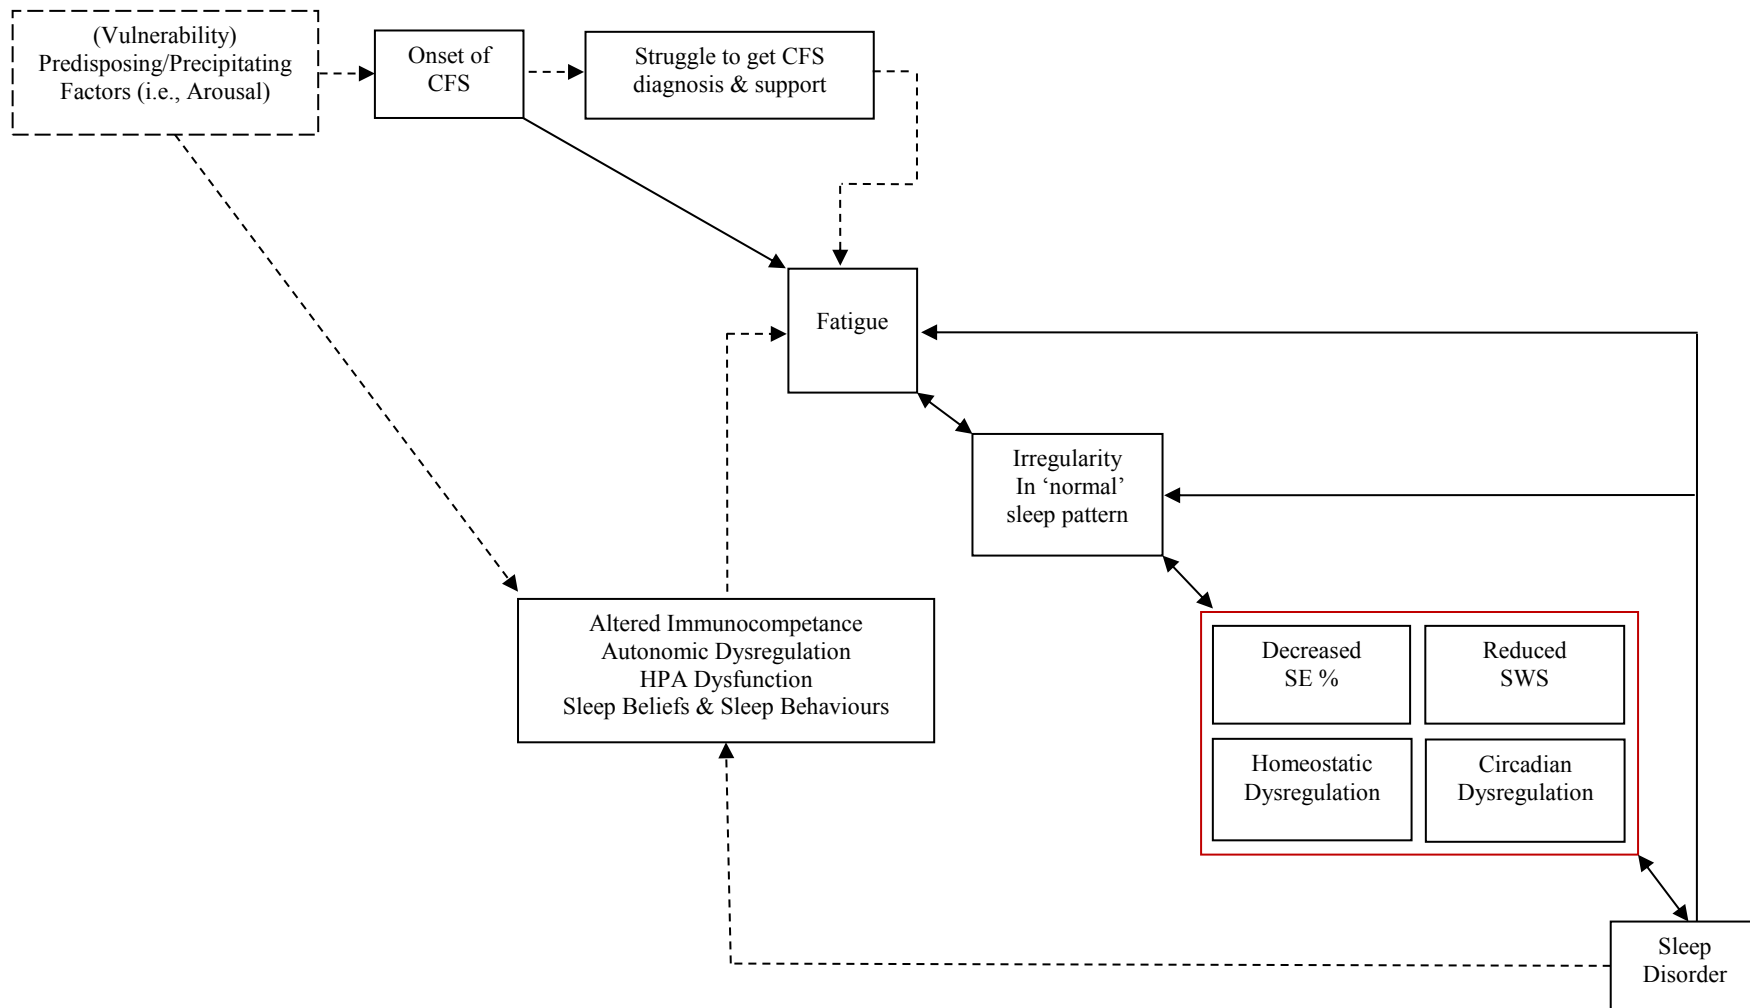 (Vulnerability)
Predisposing/Precipitating
Factors (i.e., Arousal)
Onset of
CFS
Struggle to get CFS
diagnosis & support
Fatigue
Irregularity
In ‘normal’
sleep pattern
Altered Immunocompetance
Autonomic Dysregulation
HPA Dysfunction
Sleep Beliefs & Sleep Behaviours
Decreased
SE %
Reduced
SWS
Homeostatic
Dysregulation
Circadian
Dysregulation
Sleep
Disorder